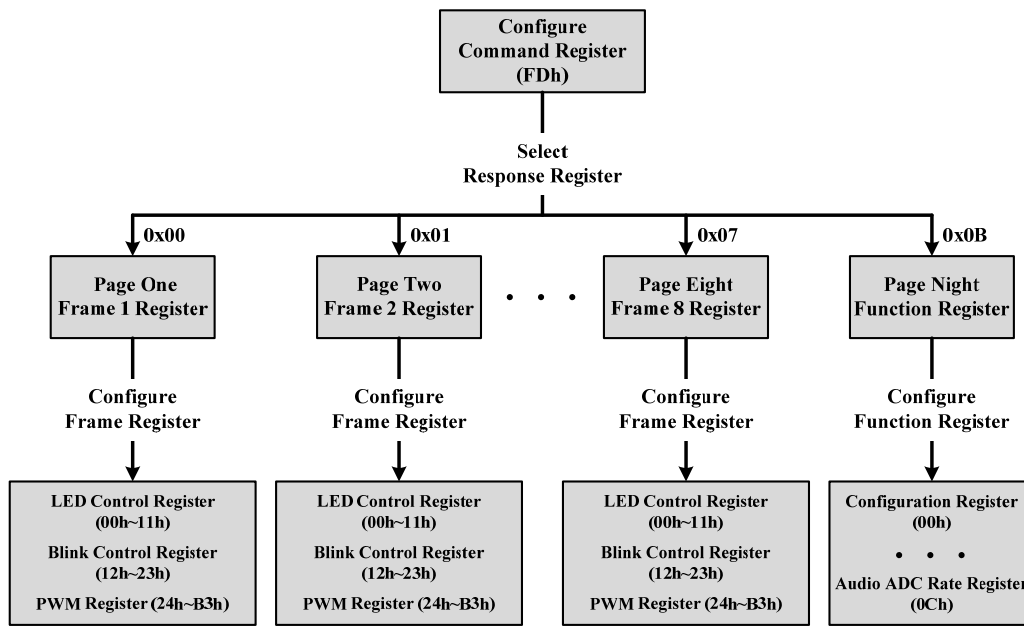 Configure
Command Register
(FDh)
Select
Response Register
0x00
0x01
0x07
0x0B
Page One
Frame 1 Register
Page Two
Frame 2 Register
. . .
Page Eight
Frame 8 Register
Page Night
Function Register
Configure
Frame Register
Configure
Frame Register
Configure
Frame Register
Configure
Function Register
LED Control Register
(00h~11h)
Blink Control Register
(12h~23h)
PWM Register (24h~B3h)
LED Control Register
(00h~11h)
Blink Control Register
(12h~23h)
PWM Register (24h~B3h)
LED Control Register
(00h~11h)
Blink Control Register
(12h~23h)
PWM Register (24h~B3h)
Configuration Register
(00h)
. . .
Audio ADC Rate Register
(0Ch)